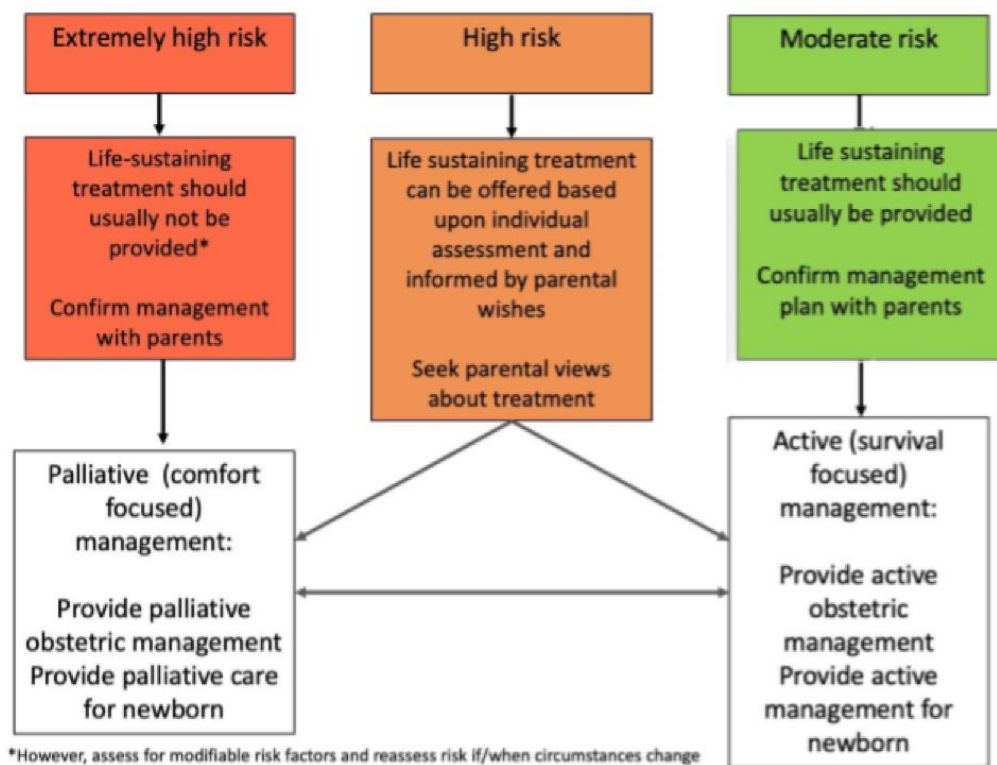 Extremely high risk
High risk
Moderate risk
Life-sustaining
treatment should
usually not be
provided*
Confirm management
with parents
Life sustaining treatment
can be offered based
upon individual
assessment and
informed by parental
wishes
Seek parental views
about treatment
Life sustaining
treatment should
usually be provided
Confirm management
plan with parents
Palliative (comfort
focused)
management:
Provide palliative
obstetric management
Provide palliative care
for newborn
Active (survival
focused)
management:
Provide active
obstetric
management
Provide active
management for
newborn
*However, assess for modifiable risk factors and reassess risk if/when circumstances change